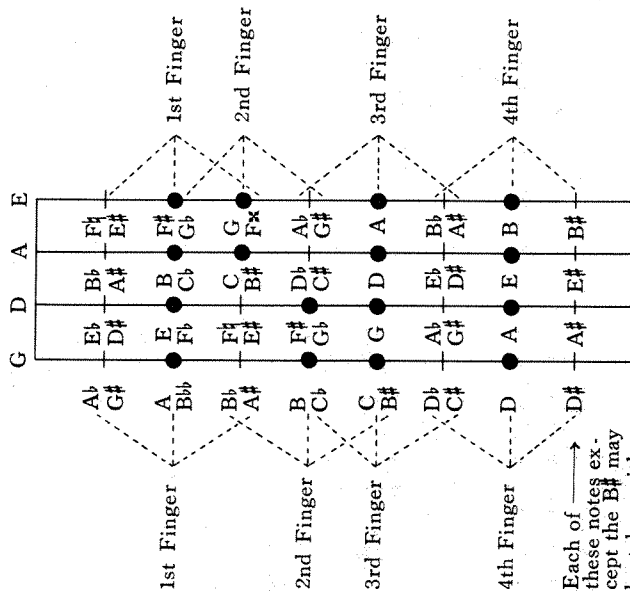 G D A E
A♭ E♭ B♭ F♮
G♯ D♯ A♯ E♯
1st Finger A E B F♯ 1st Finger
B♭♭ F♭ C♭ G♭
B♭ F♮ C G 2nd Finger
A♯ E♯ B♯ F𝄪
2nd Finger B F♯ D♭ A♭
C♭ G♭ C♯ G♯
3rd Finger C G D A 3rd Finger
B♯
D♭ A♭ E♭ B♭
C♯ G♯ D♯ A♯
4th Finger D A E B 4th Finger
D♯ A♯ E♯ B♯
Each of
these notes ex-
cept the B♯ may